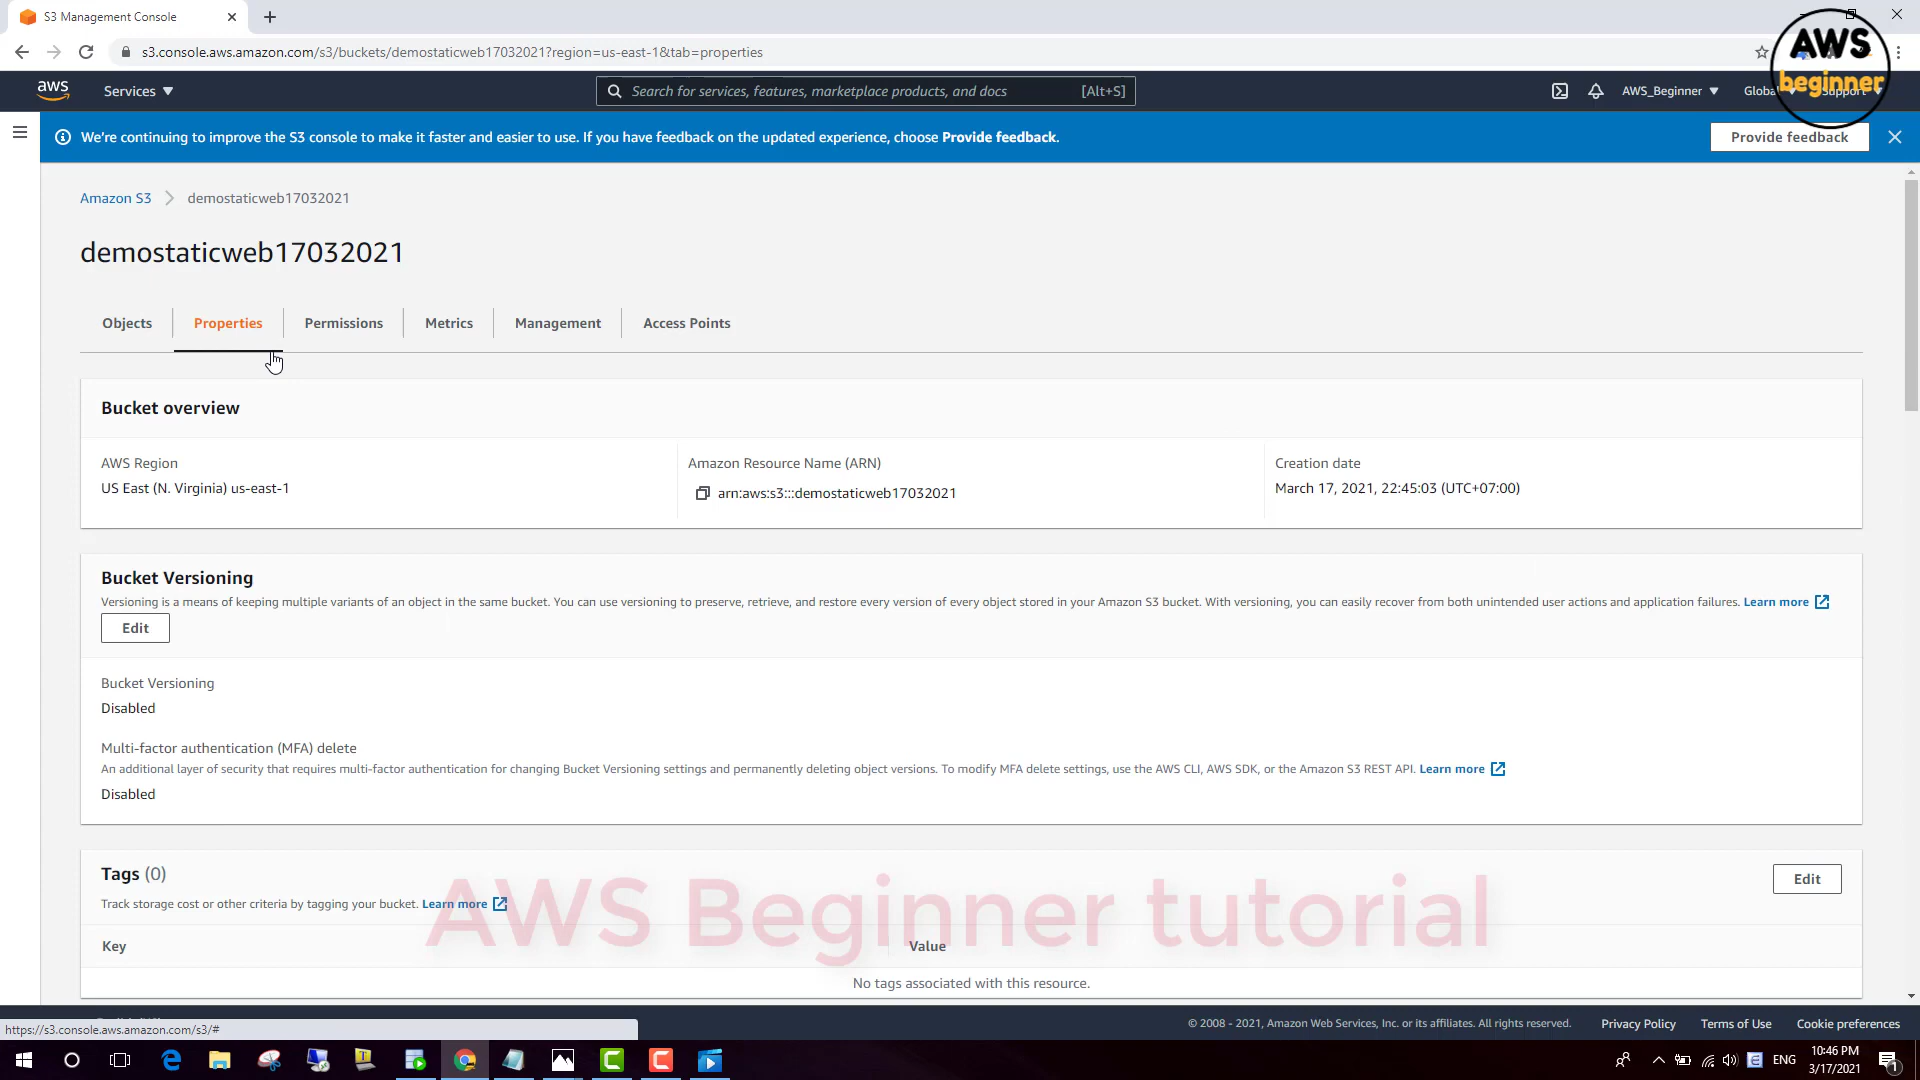 S3 Management Console
s3.console.aws.amazon.com/s3/buckets/demostaticweb17032021?region=us-east-1&tab=properties
AWS
beginner
aws
Services
Search for services, features, marketplace products, and docs
[Alt+S]
AWS_Beginner
Support
We're continuing to improve the S3 console to make it faster and easier to use. If you have feedback on the updated experience, choose Provide feedback.
Provide feedback
Amazon S3
demostaticweb17032021
demostaticweb17032021
Objects
Properties
Permissions
Metrics
Management
Access Points
Bucket overview
AWS Region
US East (N. Virginia) us-east-1
Amazon Resource Name (ARN)
arn:aws:s3:::demostaticweb17032021
Creation date
March 17, 2021, 22:45:03 (UTC+07:00)
Bucket Versioning
Versioning is a means of keeping multiple variants of an object in the same bucket. You can use versioning to preserve, retrieve, and restore every version of every object stored in your Amazon S3 bucket. With versioning, you can easily recover from both unintended user actions and application failures. Learn more
Edit
Bucket Versioning
Disabled
Multi-factor authentication (MFA) delete
An additional layer of security that requires multi-factor authentication for changing Bucket Versioning settings and permanently deleting object versions. To modify MFA delete settings, use the AWS CLI, AWS SDK, or the Amazon S3 REST API. Learn more
Disabled
Tags (0)
Edit
Track storage cost or other criteria by tagging your bucket. Learn more
AWS Beginner tutorial
Key
Value
No tags associated with this resource.
https://s3.console.aws.amazon.com/s3/#
© 2008 - 2021, Amazon Web Services, Inc. or its affiliates. All rights reserved.
Privacy Policy
Terms of Use
Cookie preferences
ENG
10:46 PM
3/17/2021
1